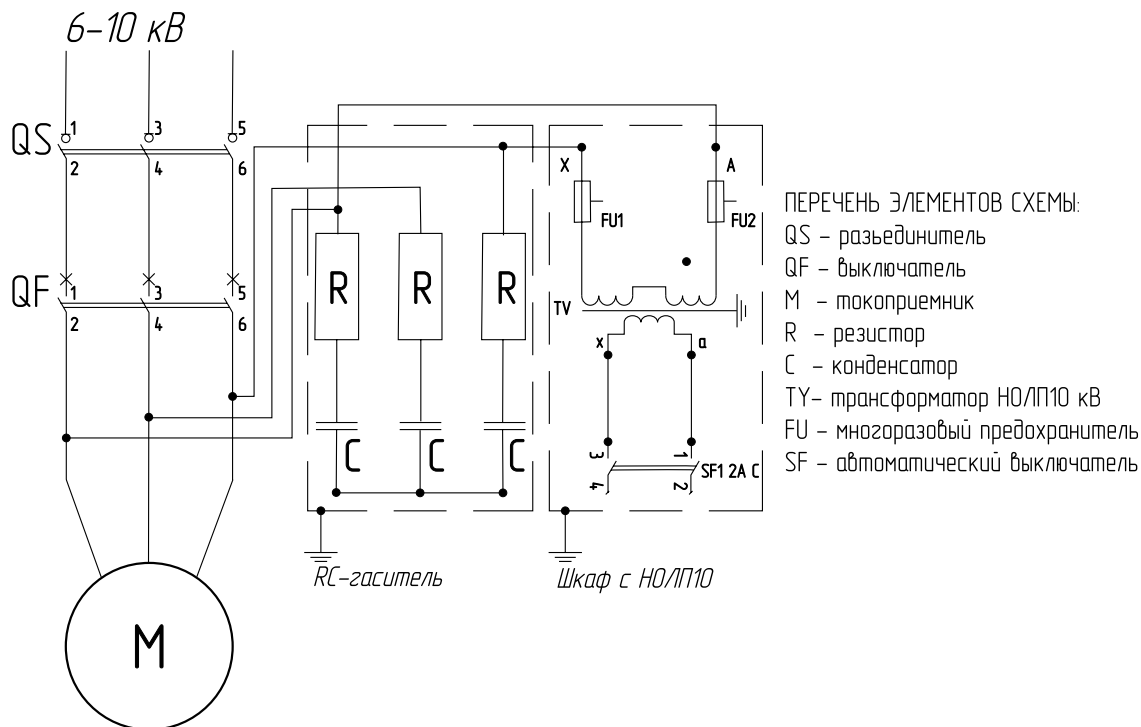 6-10 кВ
QS
1
3
5
2
4
6
QF
1
3
5
2
4
6
M
R
R
R
C
C
C
RC-гаситель
X
A
FU1
FU2
TV
x
a
3
1
4
2
SF1 2A C
Шкаф с НОЛП10
ПЕРЕЧЕНЬ ЭЛЕМЕНТОВ СХЕМЫ:
QS - разьединитель
QF - выключатель
M - токоприемник
R - резистор
C - конденсатор
TY- трансформатор НОЛП10 кВ
FU - многоразовый предохранитель
SF - автоматический выключатель